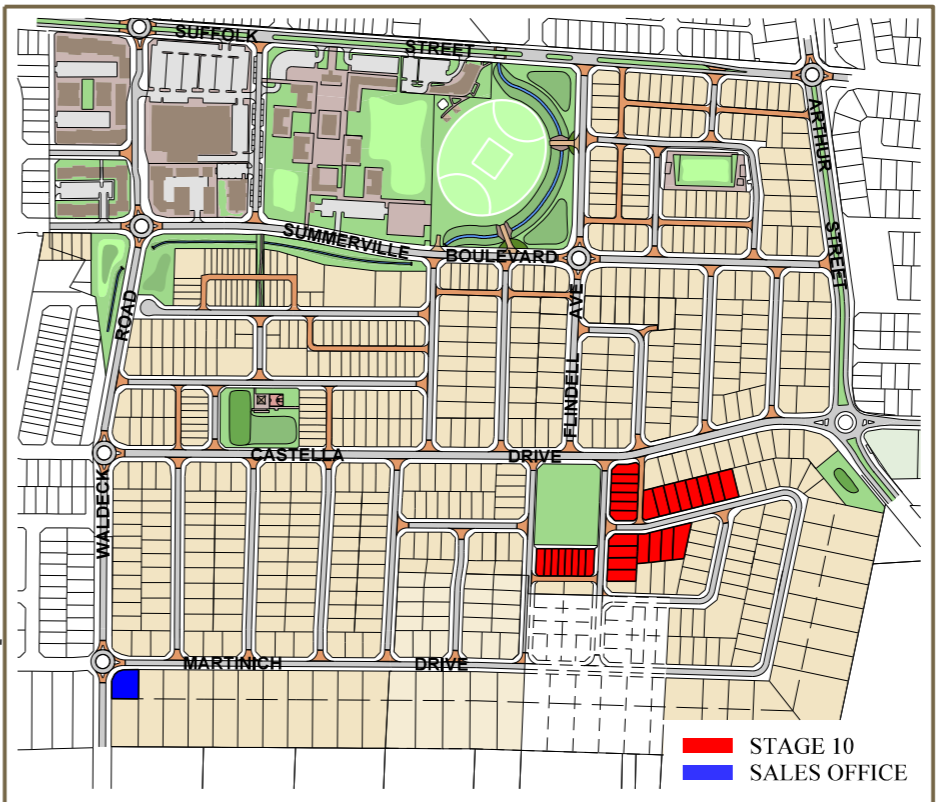 SUFFOLK STREET
ARTHUR STREET
SUMMERVILLE BOULEVARD
ROAD
AVE
FLINDELL
CASTELLA DRIVE
WALDECK
MARTINICH DRIVE
STAGE 10
SALES OFFICE